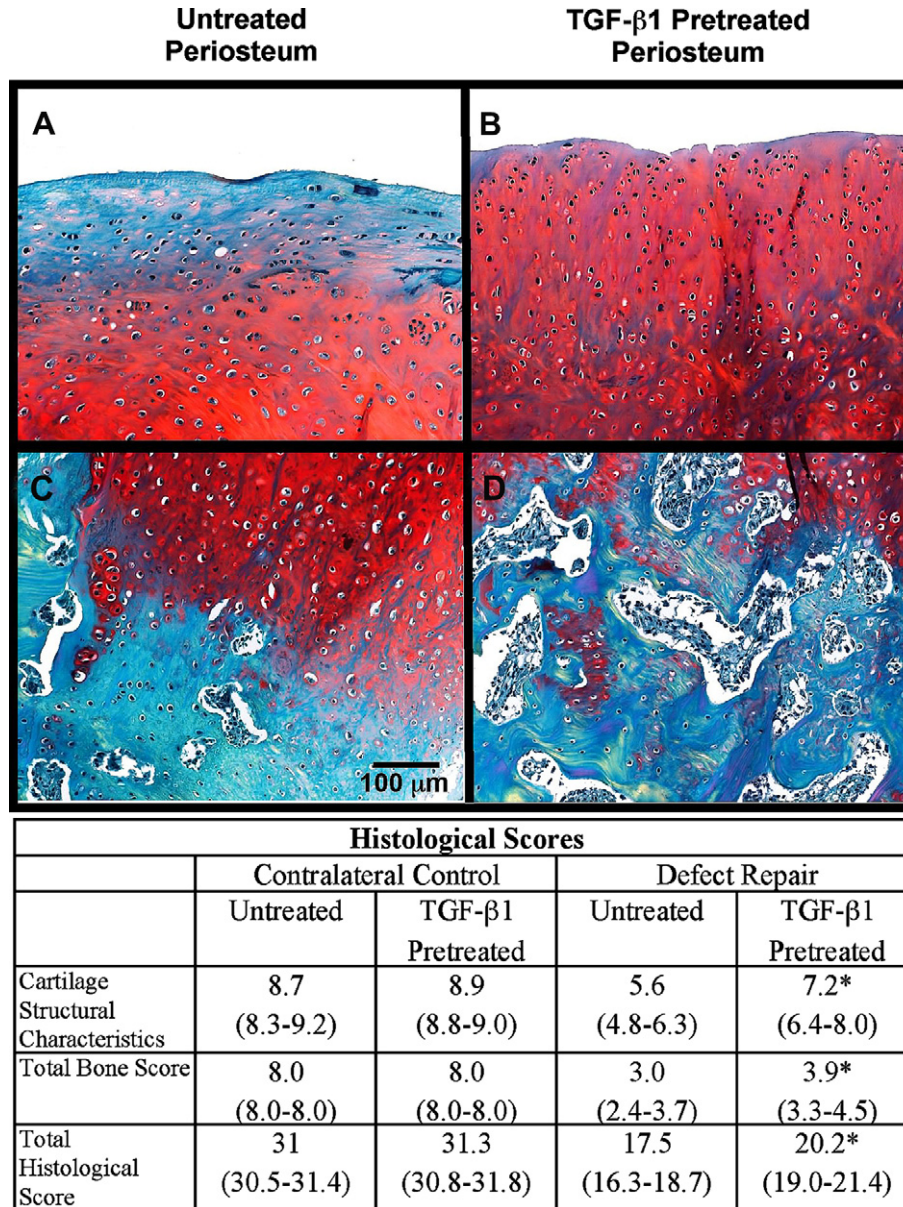 Untreated
Periosteum
TGF-β1 Pretreated
Periosteum
A
B
C
D
100 μm
Histological Scores
Contralateral Control
Defect Repair
Untreated
TGF-β1
Pretreated
Untreated
TGF-β1
Pretreated
Cartilage
Structural
Characteristics
8.7
(8.3-9.2)
8.9
(8.8-9.0)
5.6
(4.8-6.3)
7.2*
(6.4-8.0)
Total Bone Score
8.0
(8.0-8.0)
8.0
(8.0-8.0)
3.0
(2.4-3.7)
3.9*
(3.3-4.5)
Total
Histological
Score
31
(30.5-31.4)
31.3
(30.8-31.8)
17.5
(16.3-18.7)
20.2*
(19.0-21.4)